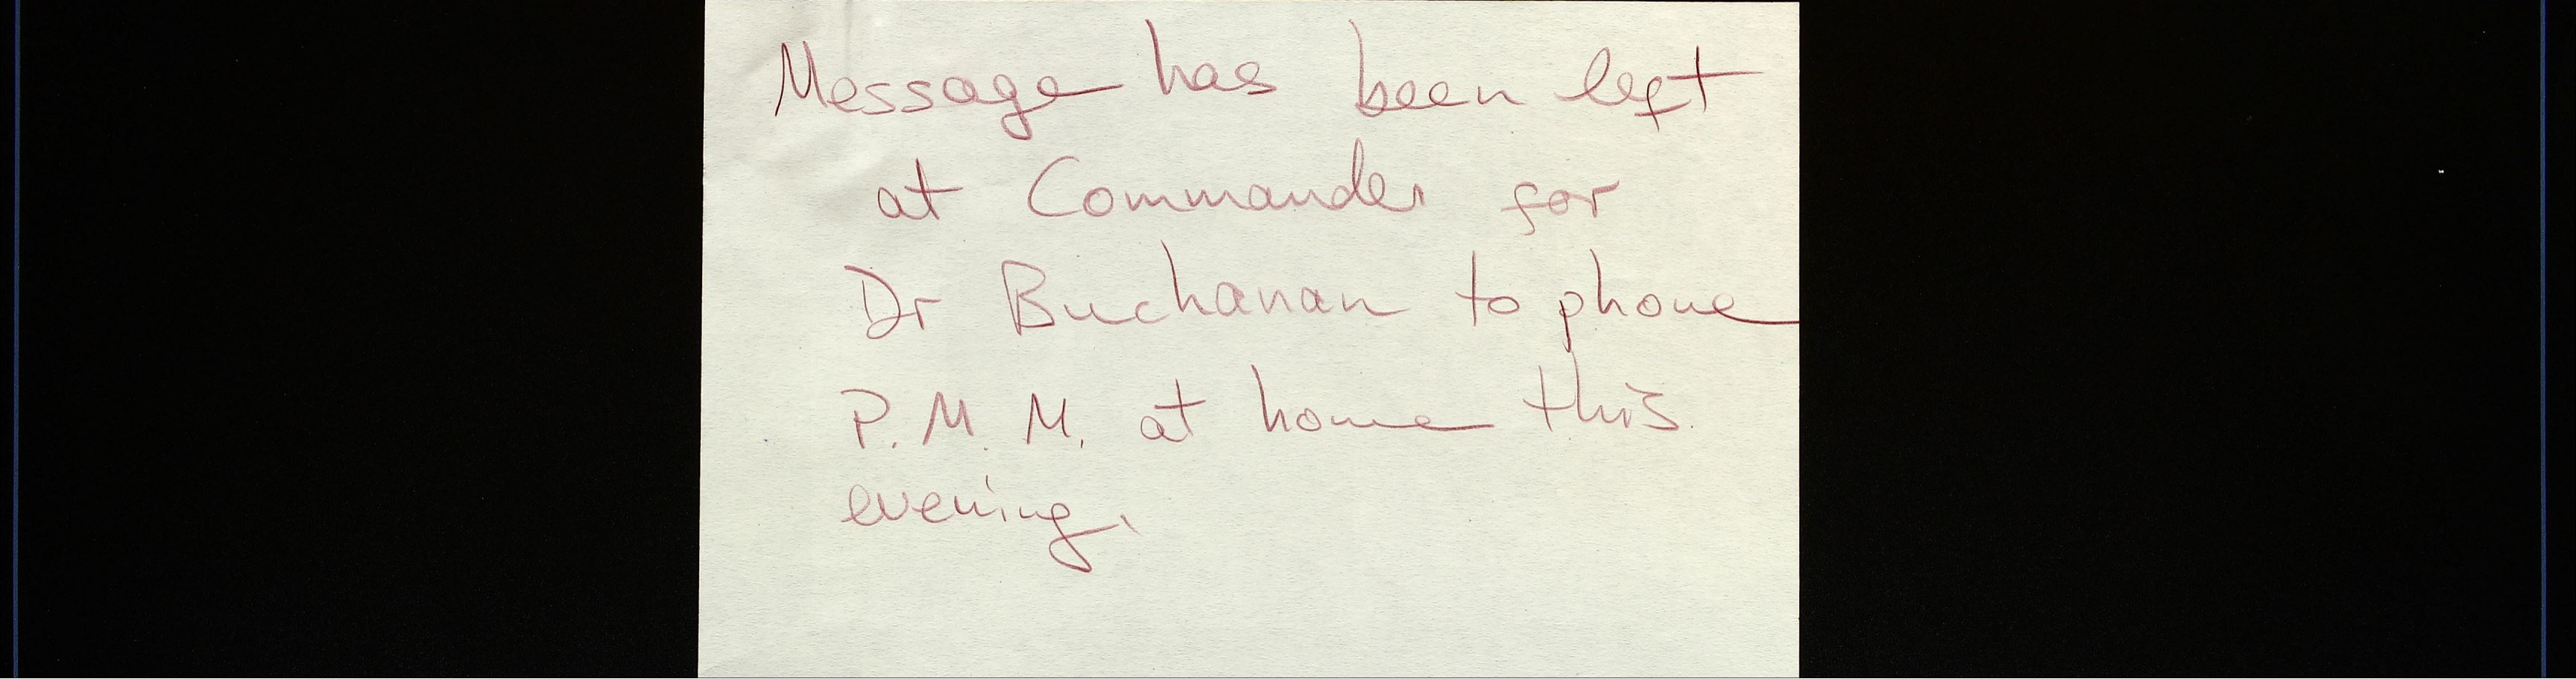 Message has been left
at Commander for
Dr Buchanan to phone
P. M. M. at home this
evening.